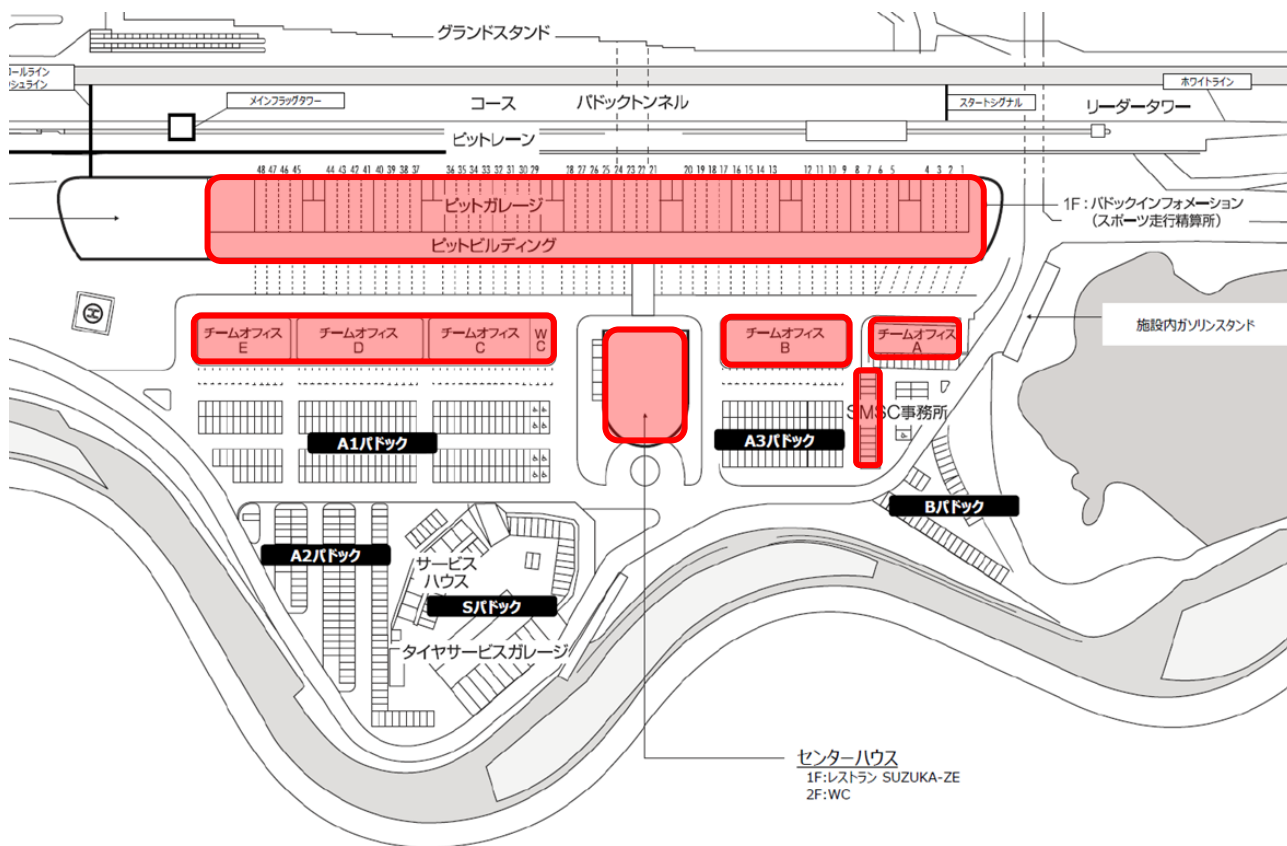 グランドスタンド
ールライン
ッシュライン
メインフラッグタワー
コース
パドックトンネル
スタートシグナル
リーダータワー
ホワイトライン
ピットレーン
48 47 46 45 44 43 42 41 40 39 38 37 36 35 34 33 32 31 30 29 28 27 26 25 24 23 22 21 20 19 18 17 16 15 14 13 12 11 10 9 8 7 6 5 4 3 2 1
ピットガレージ
ピットビルディング
1F:パドックインフォメーション
(スポーツ走行精算所)
施設内ガソリンスタンド
チームオフィス
E
チームオフィス
D
チームオフィス
C
WC
チームオフィス
B
チームオフィス
A
SMSC事務所
A1パドック
A3パドック
Bパドック
A2パドック
サービス
ハウス
Sパドック
タイヤサービスガレージ
センターハウス
1F:レストラン SUZUKA-ZE
2F:WC